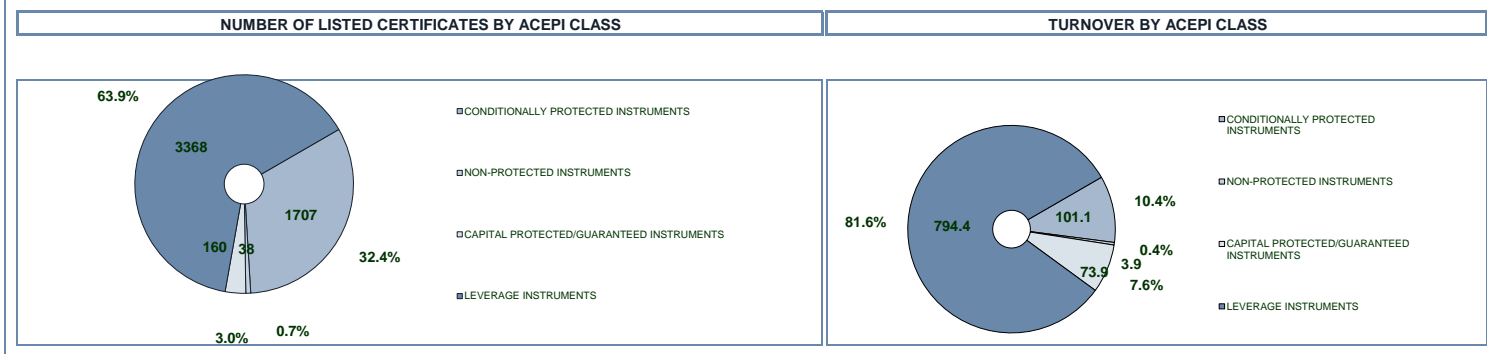 NUMBER OF LISTED CERTIFICATES BY ACEPI CLASS
63.9%
3368
1707
160
38
32.4%
3.0%
0.7%
CONDITIONALLY PROTECTED INSTRUMENTS
NON-PROTECTED INSTRUMENTS
CAPITAL PROTECTED/GUARANTEED INSTRUMENTS
LEVERAGE INSTRUMENTS
TURNOVER BY ACEPI CLASS
81.6%
794.4
101.1
10.4%
0.4%
3.9
73.9
7.6%
CONDITIONALLY PROTECTED
INSTRUMENTS
NON-PROTECTED INSTRUMENTS
CAPITAL PROTECTED/GUARANTEED
INSTRUMENTS
LEVERAGE INSTRUMENTS